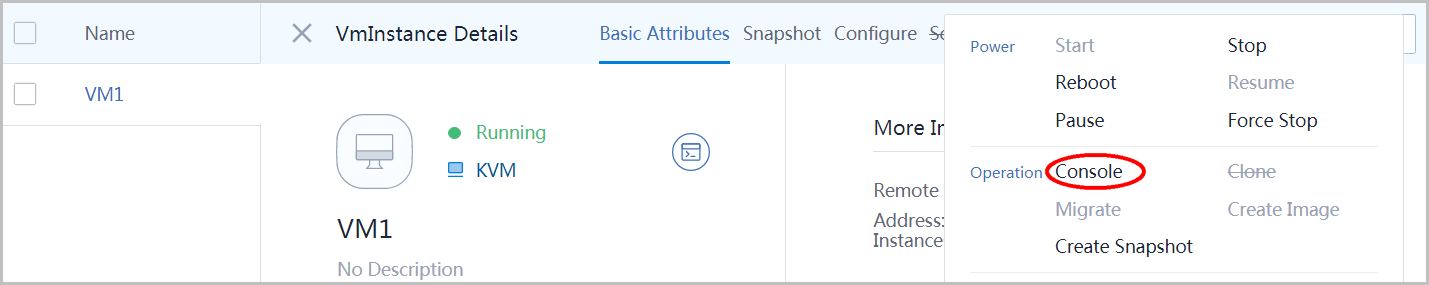 Name
VmInstance Details
Basic Attributes Snapshot Configure
VM1
Running
KVM
VM1
No Description
More
Remote
Address:
Instance
Power Start Stop
Reboot Resume
Pause Force Stop
Operation Console Clone
Migrate Create Image
Create Snapshot